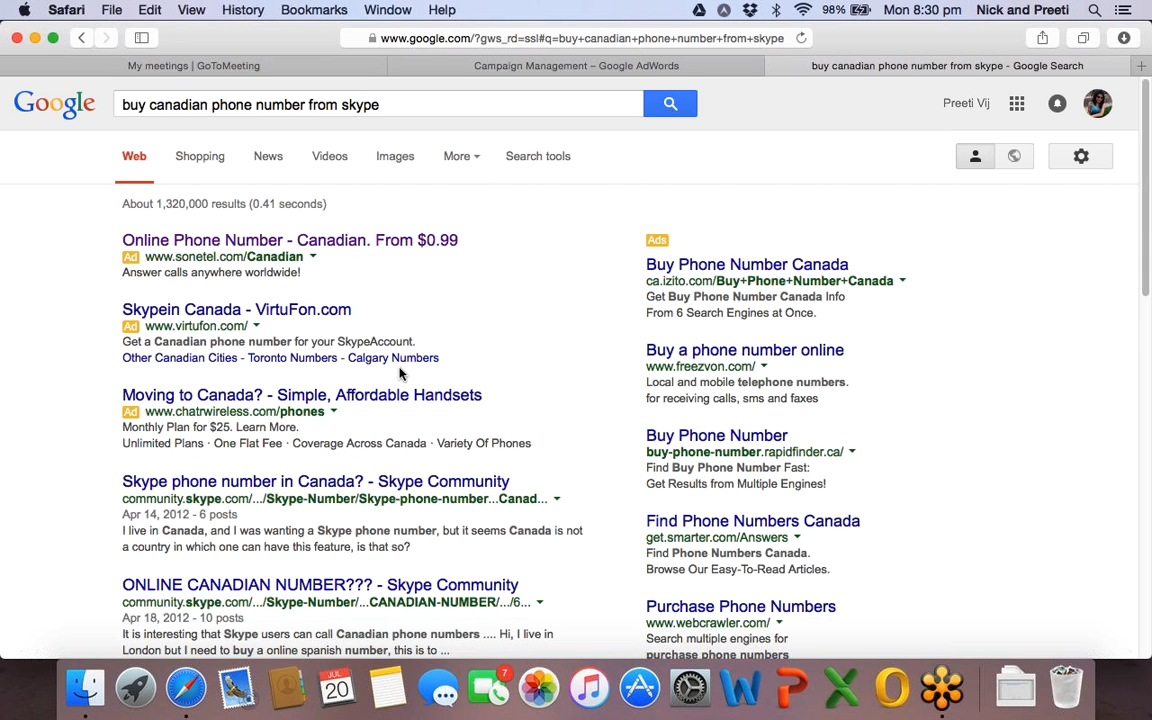 Safari File Edit View History Bookmarks Window Help 98% Mon 8:30 pm Nick and Preeti
www.google.com/?gws_rd=ssl#q=buy+canadian+phone+number+from+skype
My meetings | GoToMeeting
Campaign Management – Google AdWords
buy canadian phone number from skype - Google Search
Google
buy canadian phone number from skype
Preeti Vij
Web Shopping News Videos Images More Search tools
About 1,320,000 results (0.41 seconds)
Online Phone Number - Canadian. From $0.99
Ad www.sonetel.com/Canadian
Answer calls anywhere worldwide!
Skypein Canada - VirtuFon.com
Ad www.virtufon.com/
Get a Canadian phone number for your SkypeAccount.
Other Canadian Cities - Toronto Numbers - Calgary Numbers
Moving to Canada? - Simple, Affordable Handsets
Ad www.chatrwireless.com/phones
Monthly Plan for $25. Learn More.
Unlimited Plans · One Flat Fee · Coverage Across Canada · Variety Of Phones
Skype phone number in Canada? - Skype Community
community.skype.com/.../Skype-Number/Skype-phone-number...Canad...
Apr 14, 2012 - 6 posts
I live in Canada, and I was wanting a Skype phone number, but it seems Canada is not
a country in which one can have this feature, is that so?
ONLINE CANADIAN NUMBER??? - Skype Community
community.skype.com/.../Skype-Number/...CANADIAN-NUMBER/.../6...
Apr 18, 2012 - 10 posts
It is interesting that Skype users can call Canadian phone numbers .... Hi, I live in
London but I need to buy a online spanish number, this is to ...
Ads
Buy Phone Number Canada
ca.izito.com/Buy+Phone+Number+Canada
Get Buy Phone Number Canada Info
From 6 Search Engines at Once.
Buy a phone number online
www.freezvon.com/
Local and mobile telephone numbers.
for receiving calls, sms and faxes
Buy Phone Number
buy-phone-number.rapidfinder.ca/
Find Buy Phone Number Fast:
Get Results from Multiple Engines!
Find Phone Numbers Canada
get.smarter.com/Answers
Find Phone Numbers Canada.
Browse Our Easy-To-Read Articles.
Purchase Phone Numbers
www.webcrawler.com/
Search multiple engines for
purchase phone numbers
JUL
20
7